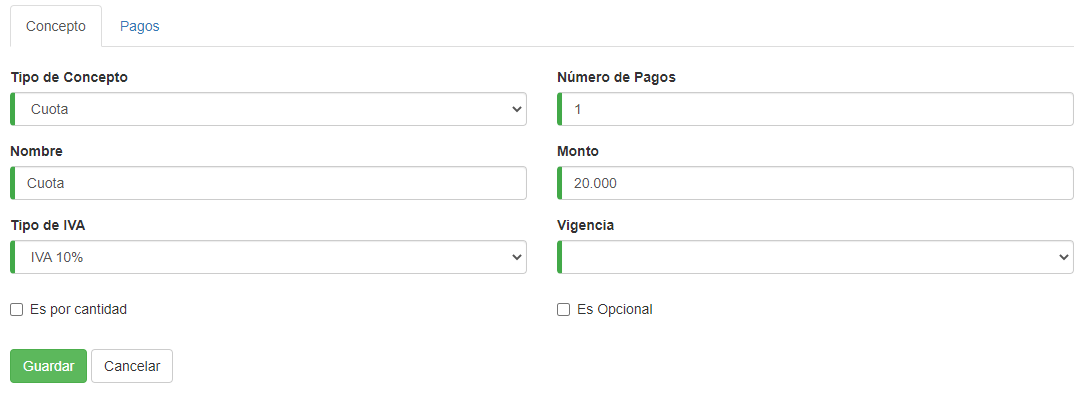 Concepto Pagos
Tipo de Concepto
Cuota
Número de Pagos
1
Nombre
Cuota
Monto
20.000
Tipo de IVA
IVA 10%
Vigencia
Es por cantidad
Es Opcional
Guardar Cancelar